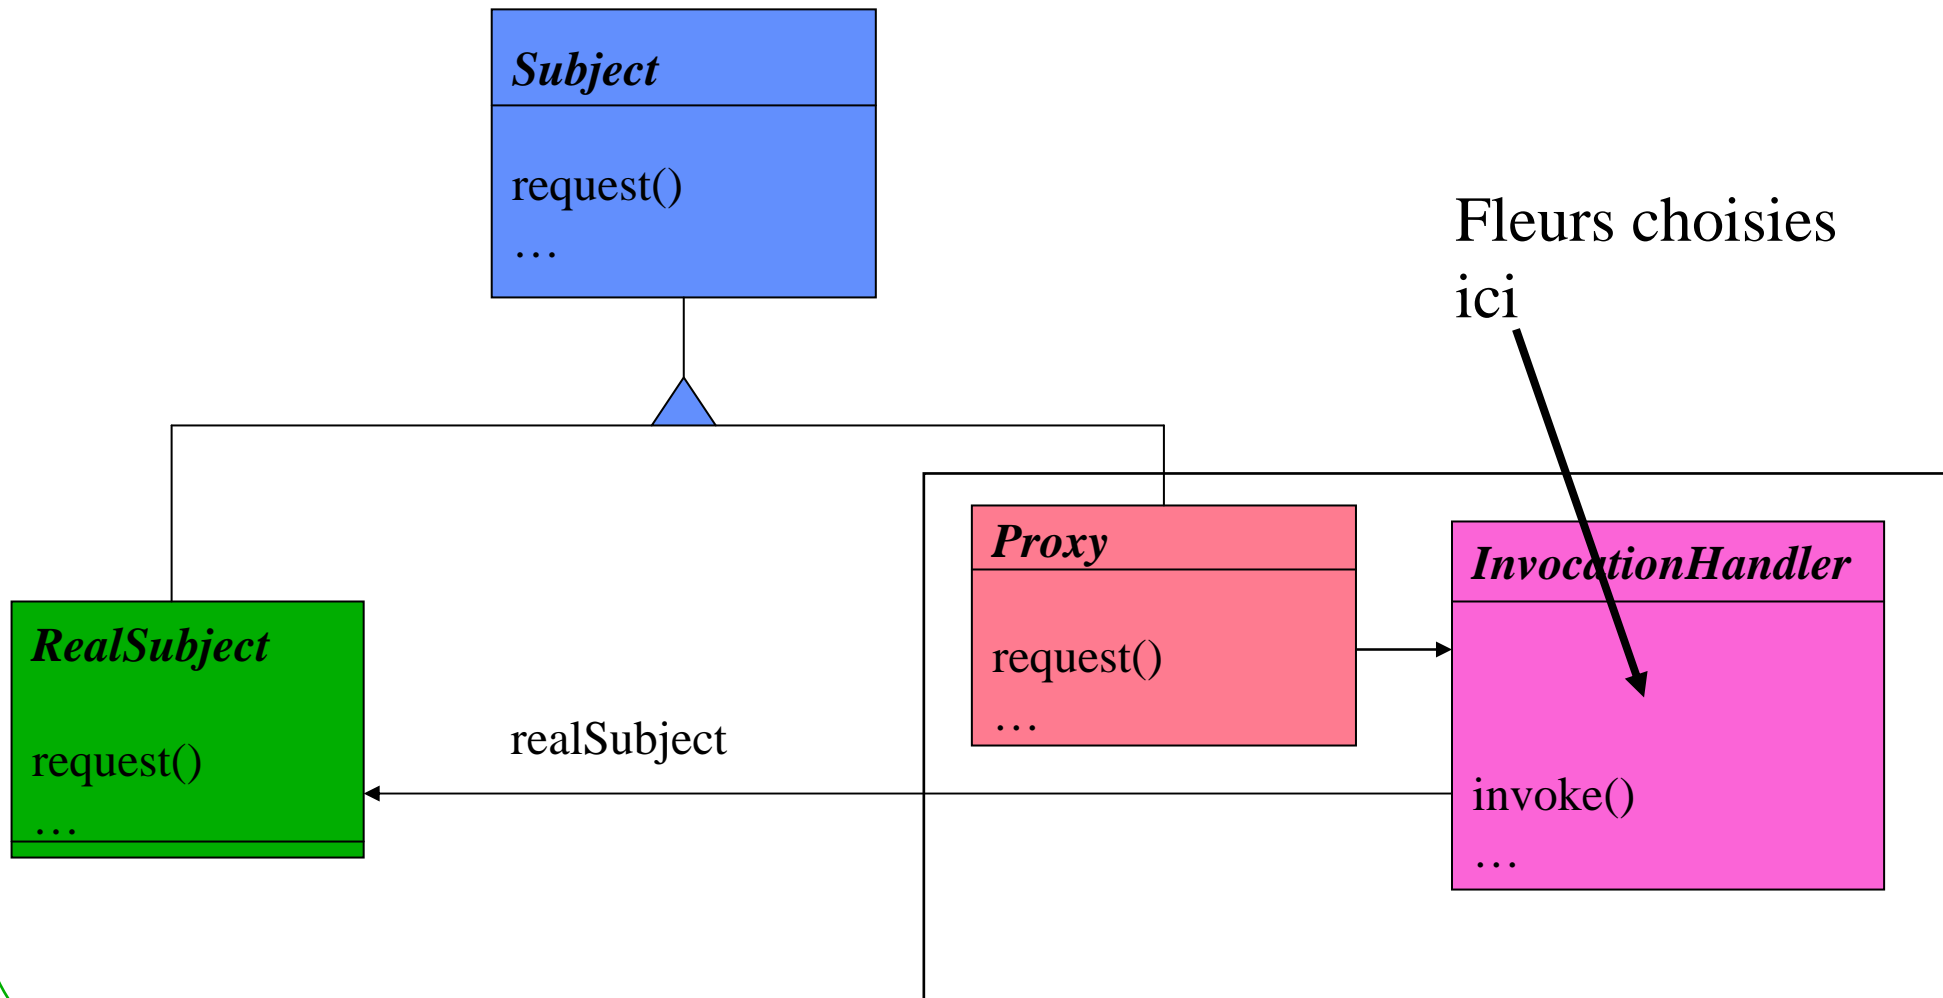 Subject
request()
…
Fleurs choisies
ici
Proxy
request()
…
InvocationHandler
invoke()
…
RealSubject
request()
…
realSubject